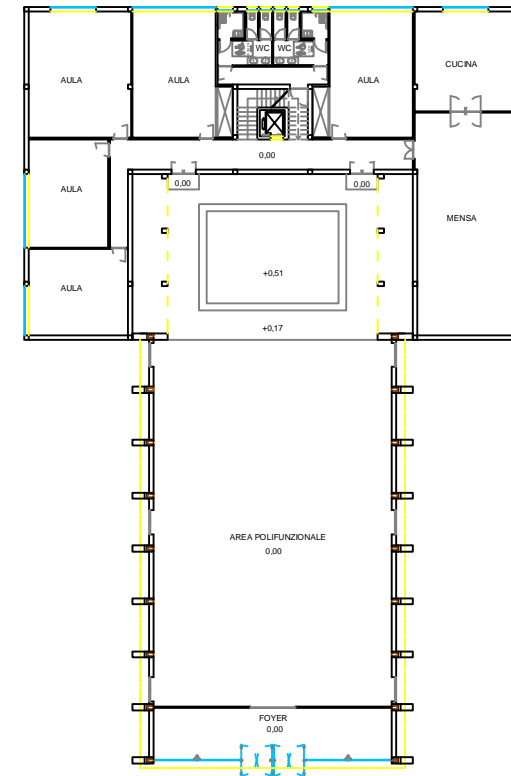 CUCINA
AULA
AULA
AULA
WC
WC
0,00
0,00
0,00
AULA
MENSA
+0,51
AULA
+0,17
AREA POLIFUNZIONALE
0,00
FOYER
0,00